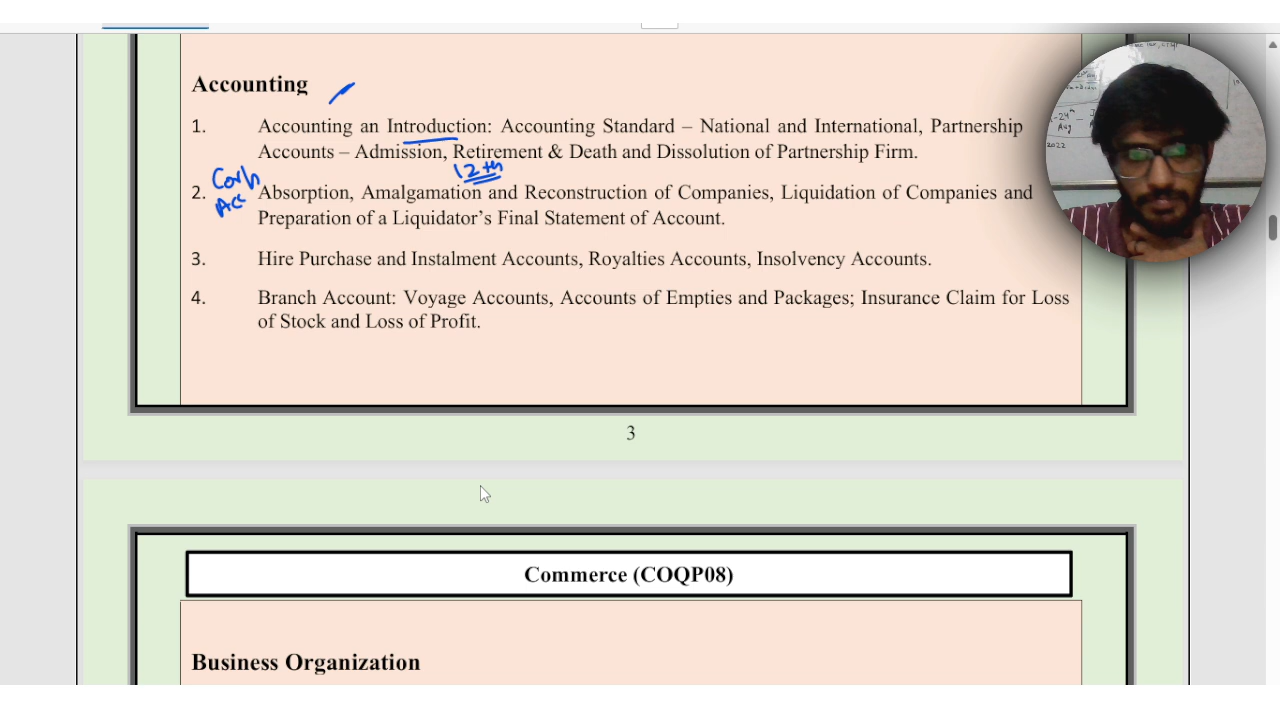 Accounting
1. Accounting an Introduction: Accounting Standard – National and International, Partnership
Accounts – Admission, Retirement & Death and Dissolution of Partnership Firm.
12th
2. Absorption, Amalgamation and Reconstruction of Companies, Liquidation of Companies and
Preparation of a Liquidator's Final Statement of Account.
3. Hire Purchase and Instalment Accounts, Royalties Accounts, Insolvency Accounts.
4. Branch Account: Voyage Accounts, Accounts of Empties and Packages; Insurance Claim for Loss
of Stock and Loss of Profit.
3
Commerce (COQP08)
Business Organization
2022